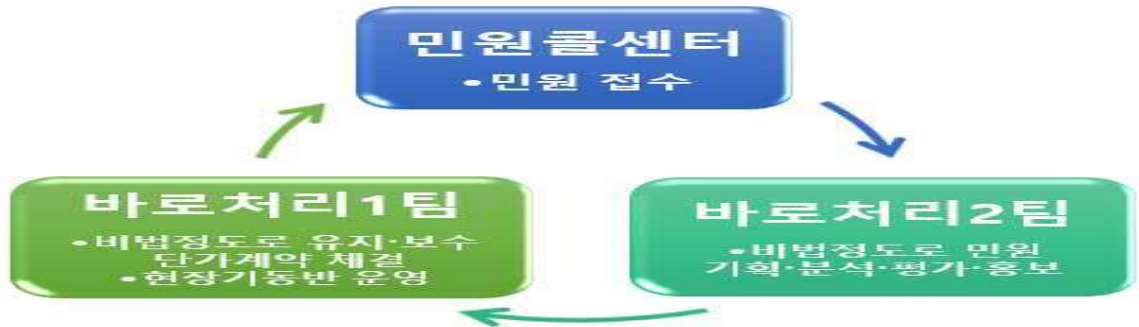 민원콜센터
•민원 접수
바로처리1팀
•비법정도로 유지·보수
단가계약 체결
•현장기동반 운영
바로처리2팀
•비법정도로 민원
기획·분석·평가·홍보